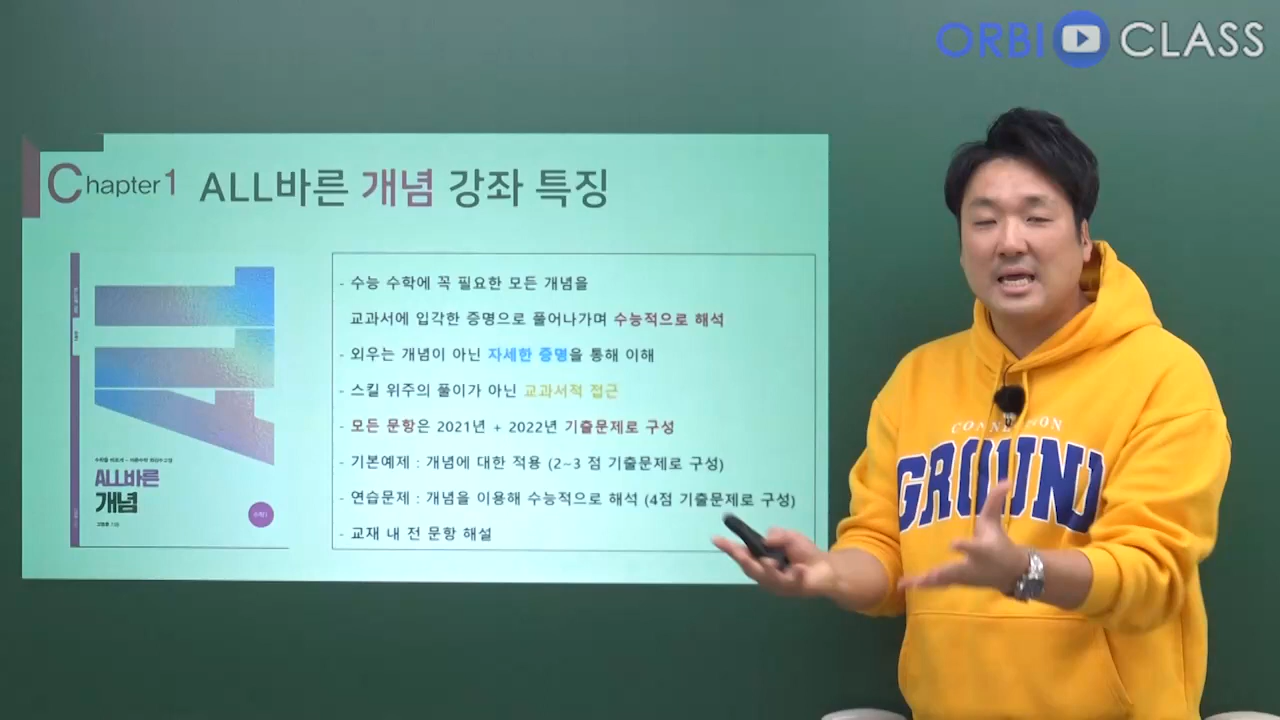 ORBI CLASS
Chapter 1 ALL바른 개념 강좌 특징
- 수능 수학에 꼭 필요한 모든 개념을
교과서에 입각한 증명으로 풀어나가며 수능적으로 해석
- 외우는 개념이 아닌 자세한 증명을 통해 이해
- 스킬 위주의 풀이가 아닌 교과서적 접근
- 모든 문항은 2021년 + 2022년 기출문제로 구성
- 기본예제 : 개념에 대한 적용 (2~3 점 기출문제로 구성)
- 연습문제 : 개념을 이용해 수능적으로 해석 (4점 기출문제로 구성)
- 교재 내 전 문항 해설
ALL
ALL바른
개념
수학1
CONNECTION
GROUND